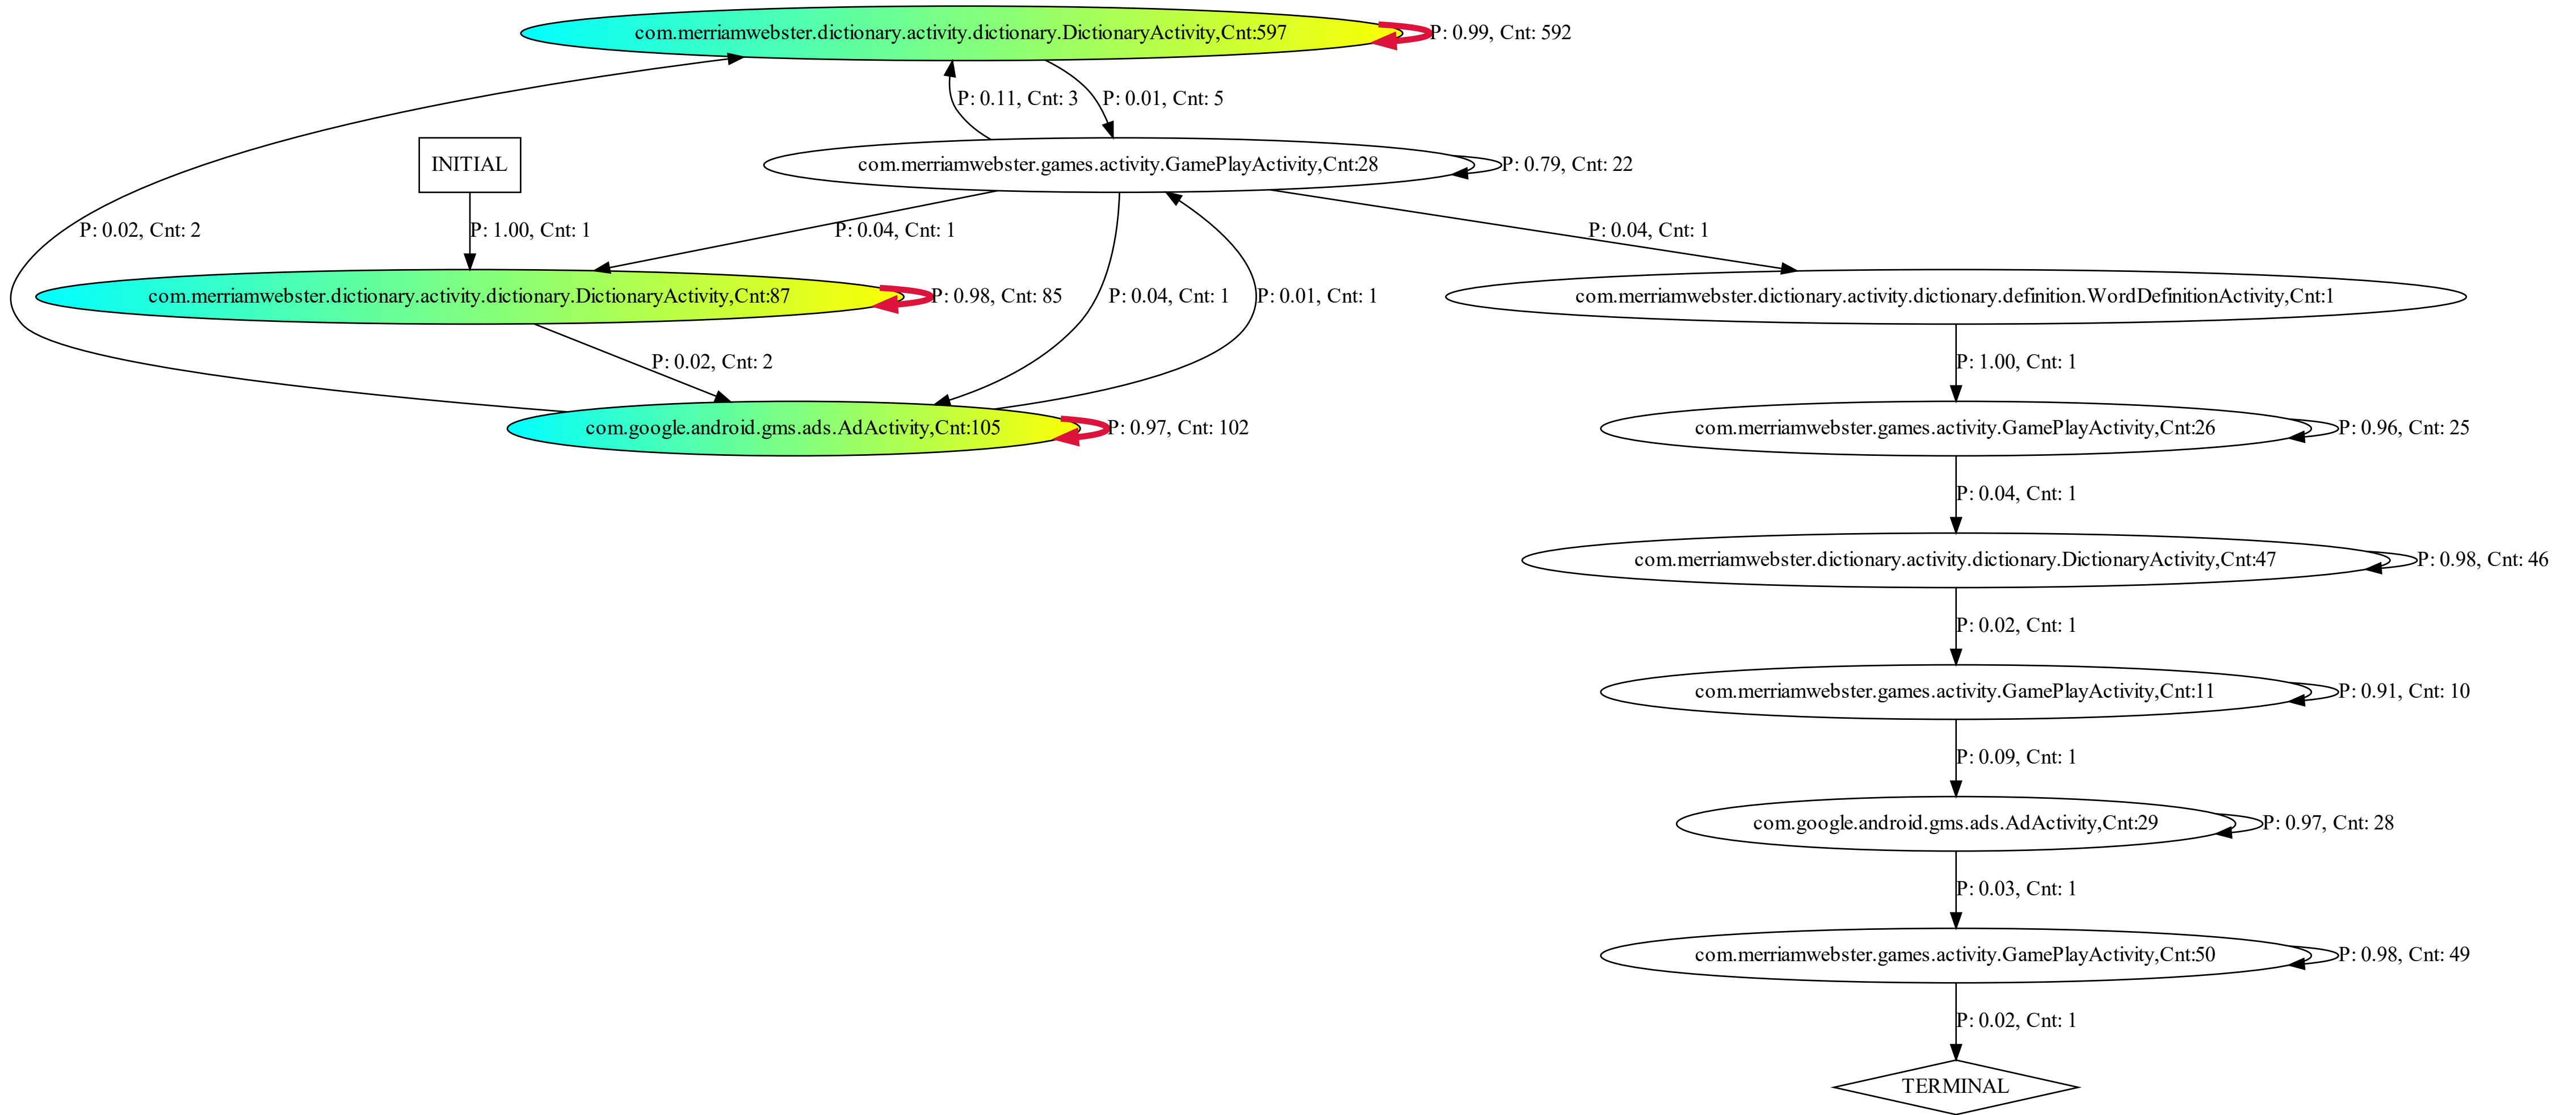 com.merriamwebster.dictionary.activity.dictionary.DictionaryActivity,Cnt:597
P: 0.99, Cnt: 592
P: 0.11, Cnt: 3
P: 0.01, Cnt: 5
INITIAL
com.merriamwebster.games.activity.GamePlayActivity,Cnt:28
P: 0.79, Cnt: 22
P: 0.02, Cnt: 2
P: 1.00, Cnt: 1
P: 0.04, Cnt: 1
P: 0.04, Cnt: 1
com.merriamwebster.dictionary.activity.dictionary.DictionaryActivity,Cnt:87
P: 0.98, Cnt: 85
P: 0.04, Cnt: 1
P: 0.01, Cnt: 1
com.merriamwebster.dictionary.activity.dictionary.definition.WordDefinitionActivity,Cnt:1
P: 0.02, Cnt: 2
P: 1.00, Cnt: 1
com.google.android.gms.ads.AdActivity,Cnt:105
P: 0.97, Cnt: 102
com.merriamwebster.games.activity.GamePlayActivity,Cnt:26
P: 0.96, Cnt: 25
P: 0.04, Cnt: 1
com.merriamwebster.dictionary.activity.dictionary.DictionaryActivity,Cnt:47
P: 0.98, Cnt: 46
P: 0.02, Cnt: 1
com.merriamwebster.games.activity.GamePlayActivity,Cnt:11
P: 0.91, Cnt: 10
P: 0.09, Cnt: 1
com.google.android.gms.ads.AdActivity,Cnt:29
P: 0.97, Cnt: 28
P: 0.03, Cnt: 1
com.merriamwebster.games.activity.GamePlayActivity,Cnt:50
P: 0.98, Cnt: 49
P: 0.02, Cnt: 1
TERMINAL